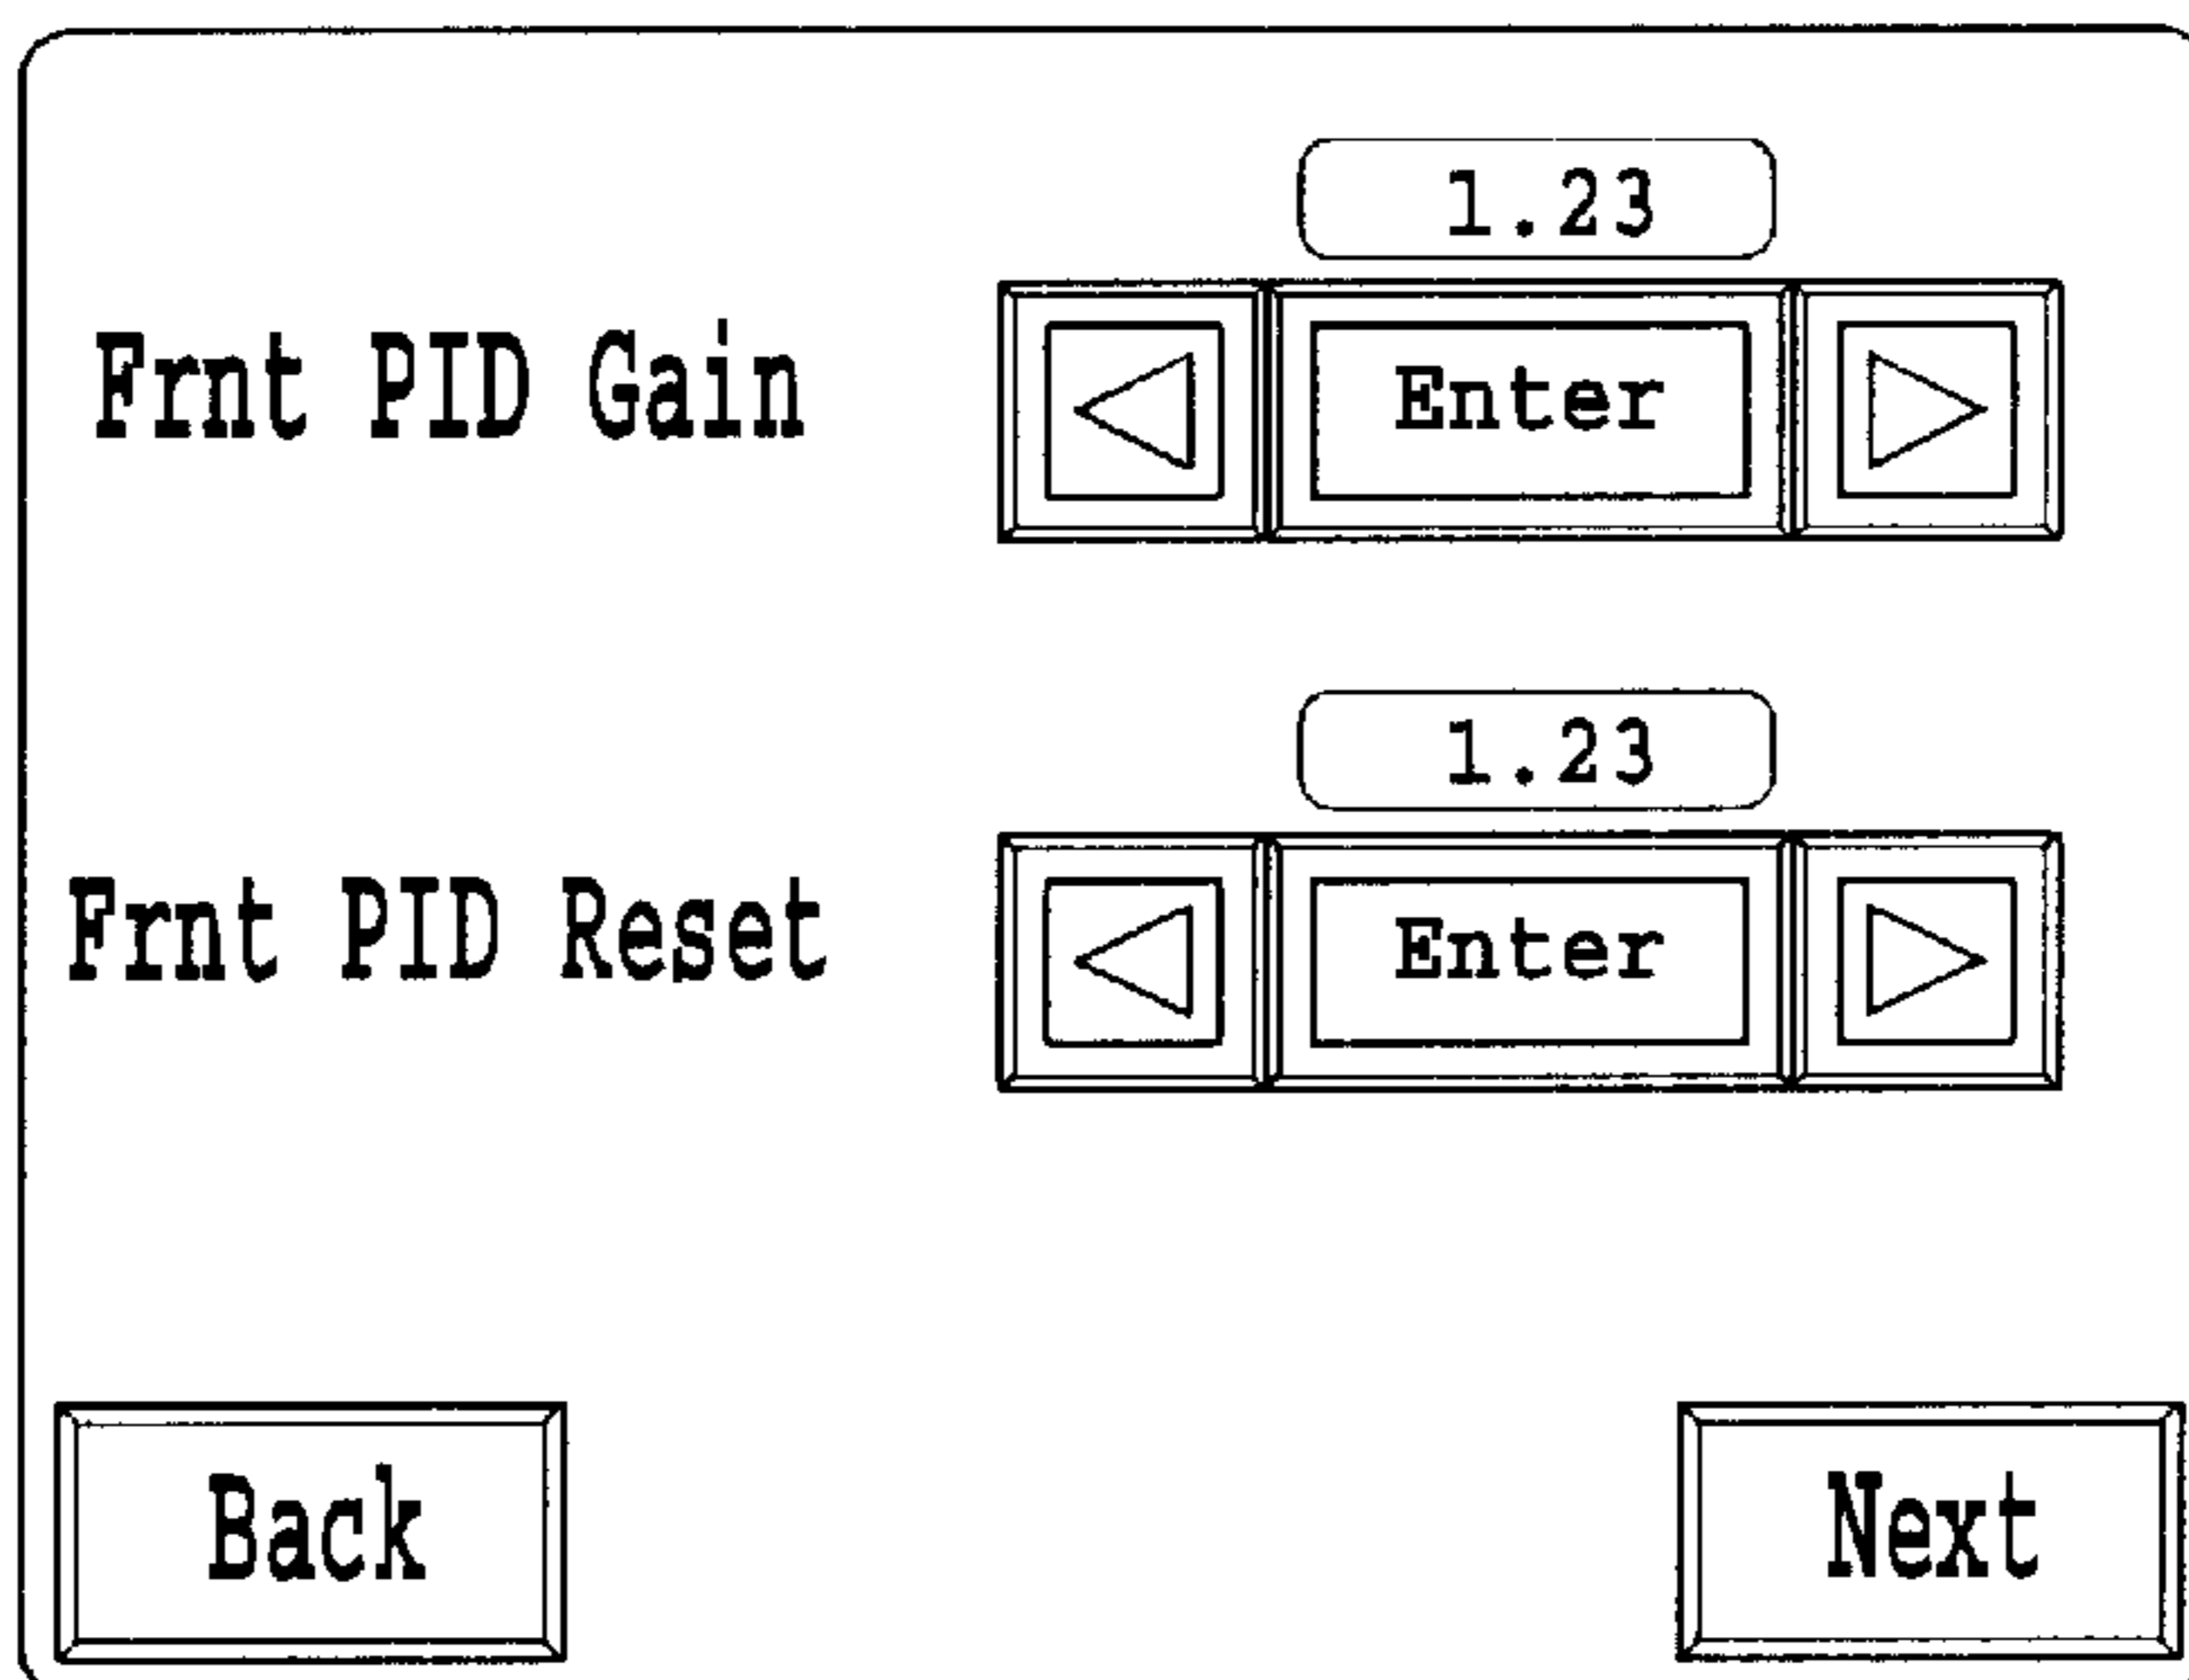 1.23
Frnt PID Gain
Enter
1.23
Frnt PID Reset
Enter
Back
Next